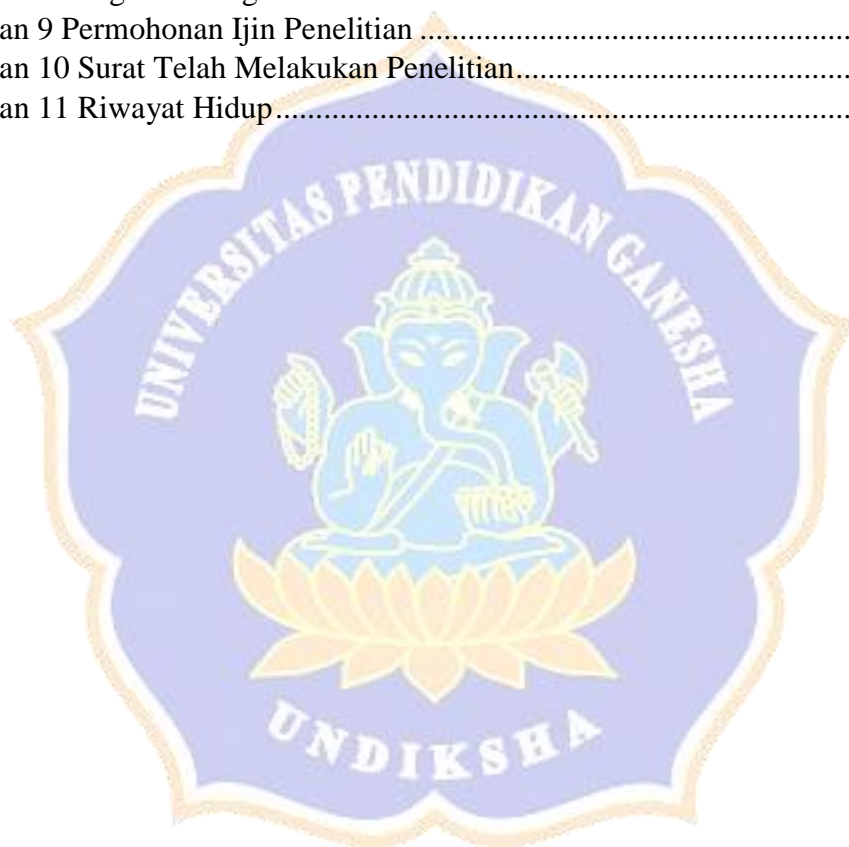 an 9 Permohonan Ijin Penelitian ........................................................
an 10 Surat Telah Melakukan Penelitian...........................................
an 11 Riwayat Hidup.........................................................................
UNIVERSITAS PENDIDIKAN GANESHA
UNDIKSHA